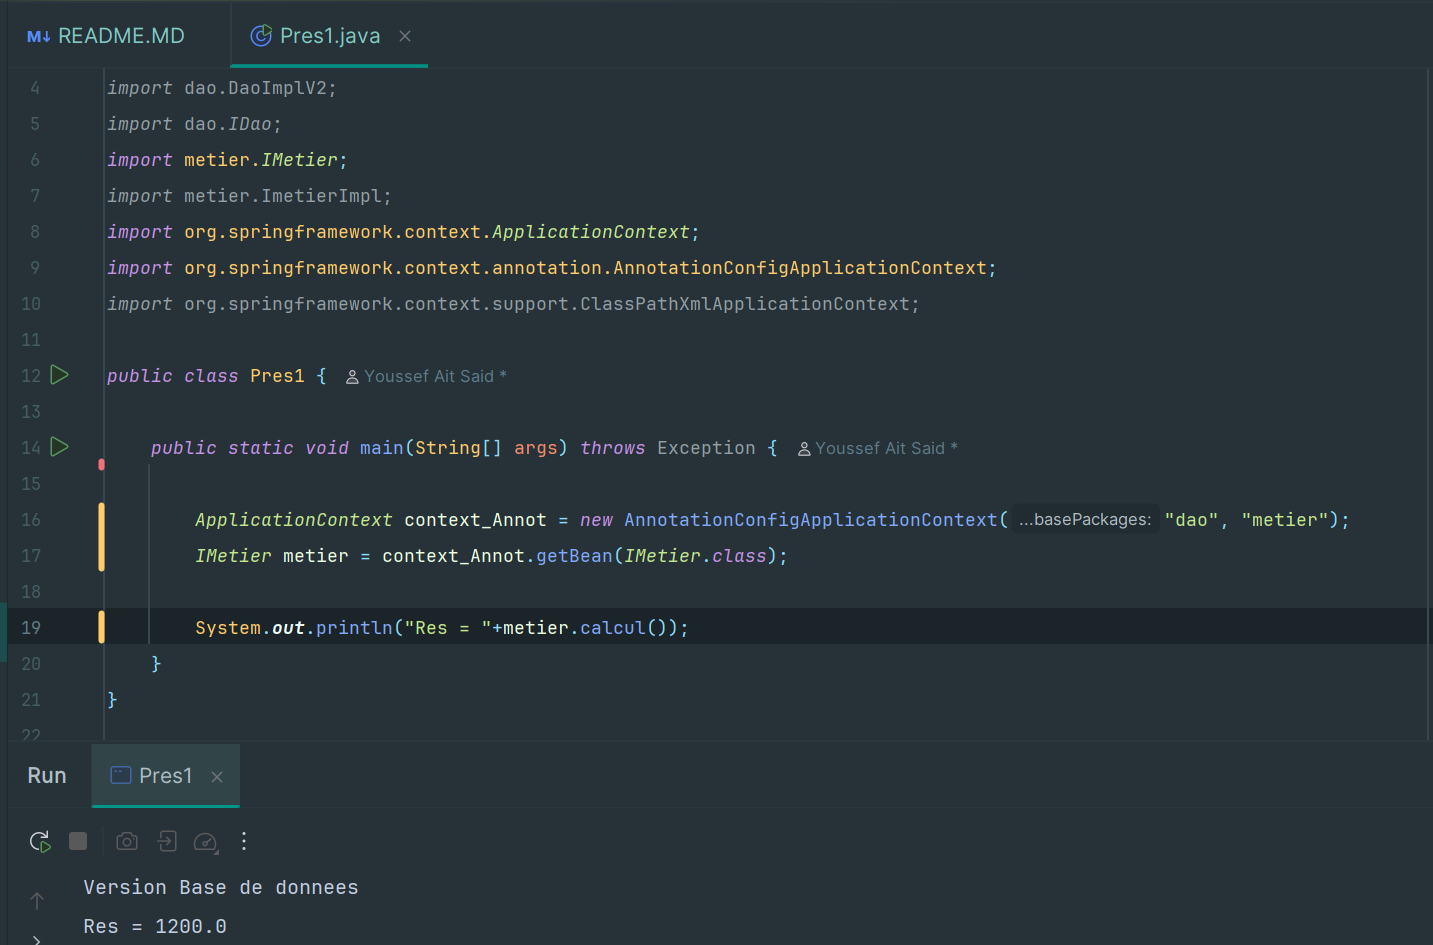 M↓ README.MD Pres1.java ×
4 import dao.DaoImplV2;
5 import dao.IDao;
6 import metier.IMetier;
7 import metier.ImetierImpl;
8 import org.springframework.context.ApplicationContext;
9 import org.springframework.context.annotation.AnnotationConfigApplicationContext;
10 import org.springframework.context.support.ClassPathXmlApplicationContext;
11
12 public class Pres1 { Youssef Ait Said *
13
14 public static void main(String[] args) throws Exception { Youssef Ait Said *
15
16 ApplicationContext context_Annot = new AnnotationConfigApplicationContext( ...basePackages: "dao", "metier");
17 IMetier metier = context_Annot.getBean(IMetier.class);
18
19 System.out.println("Res = "+metier.calcul());
20 }
21 }
22
Run Pres1 ×
Version Base de donnees
Res = 1200.0